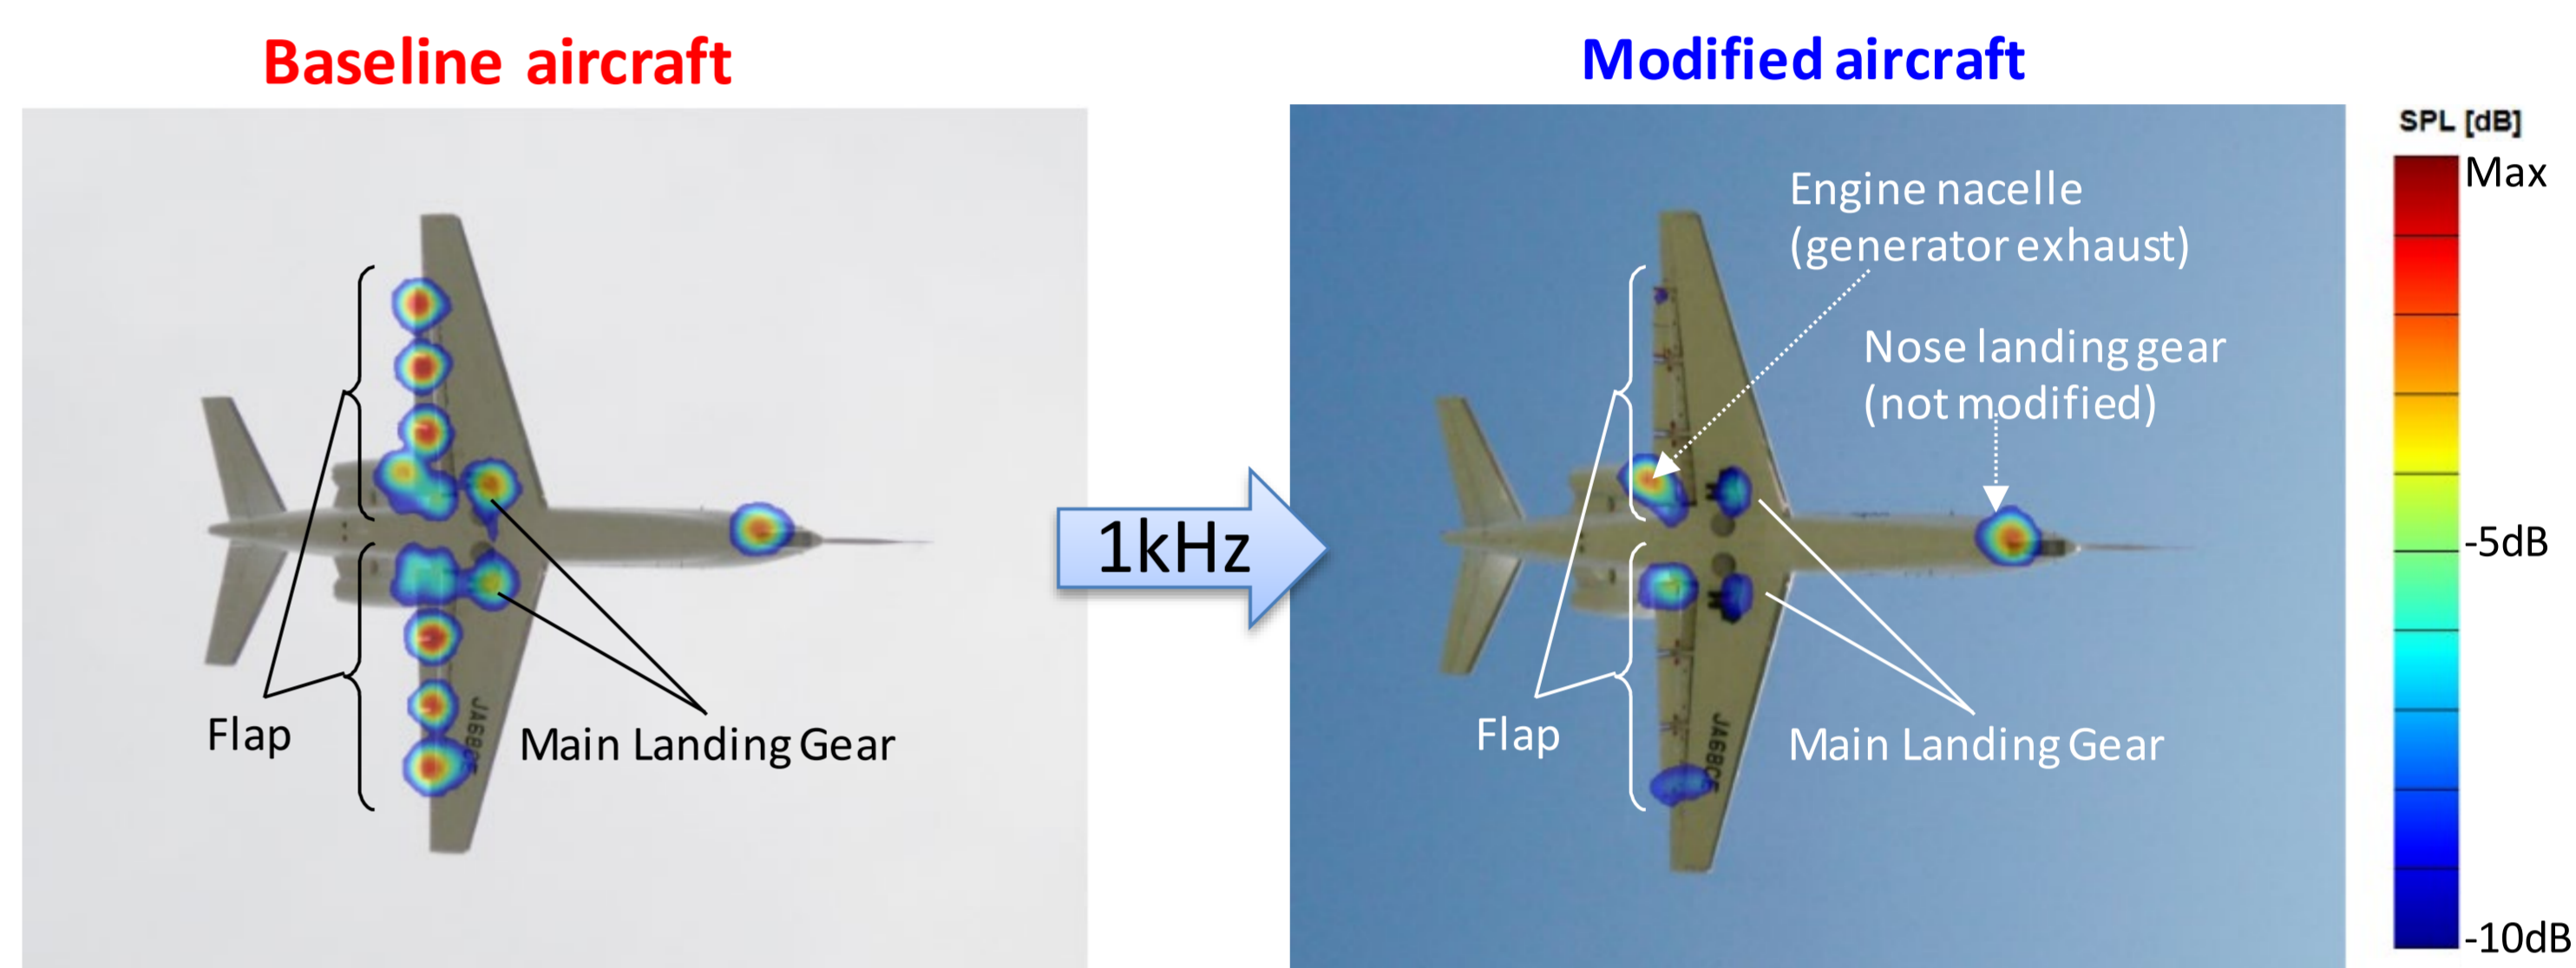 Baseline aircraft
Modified aircraft
SPL [dB]
Max
-5dB
-10dB
Engine nacelle
(generator exhaust)
Nose landing gear
(not modified)
1kHz
Flap
Main Landing Gear
Flap
Main Landing Gear